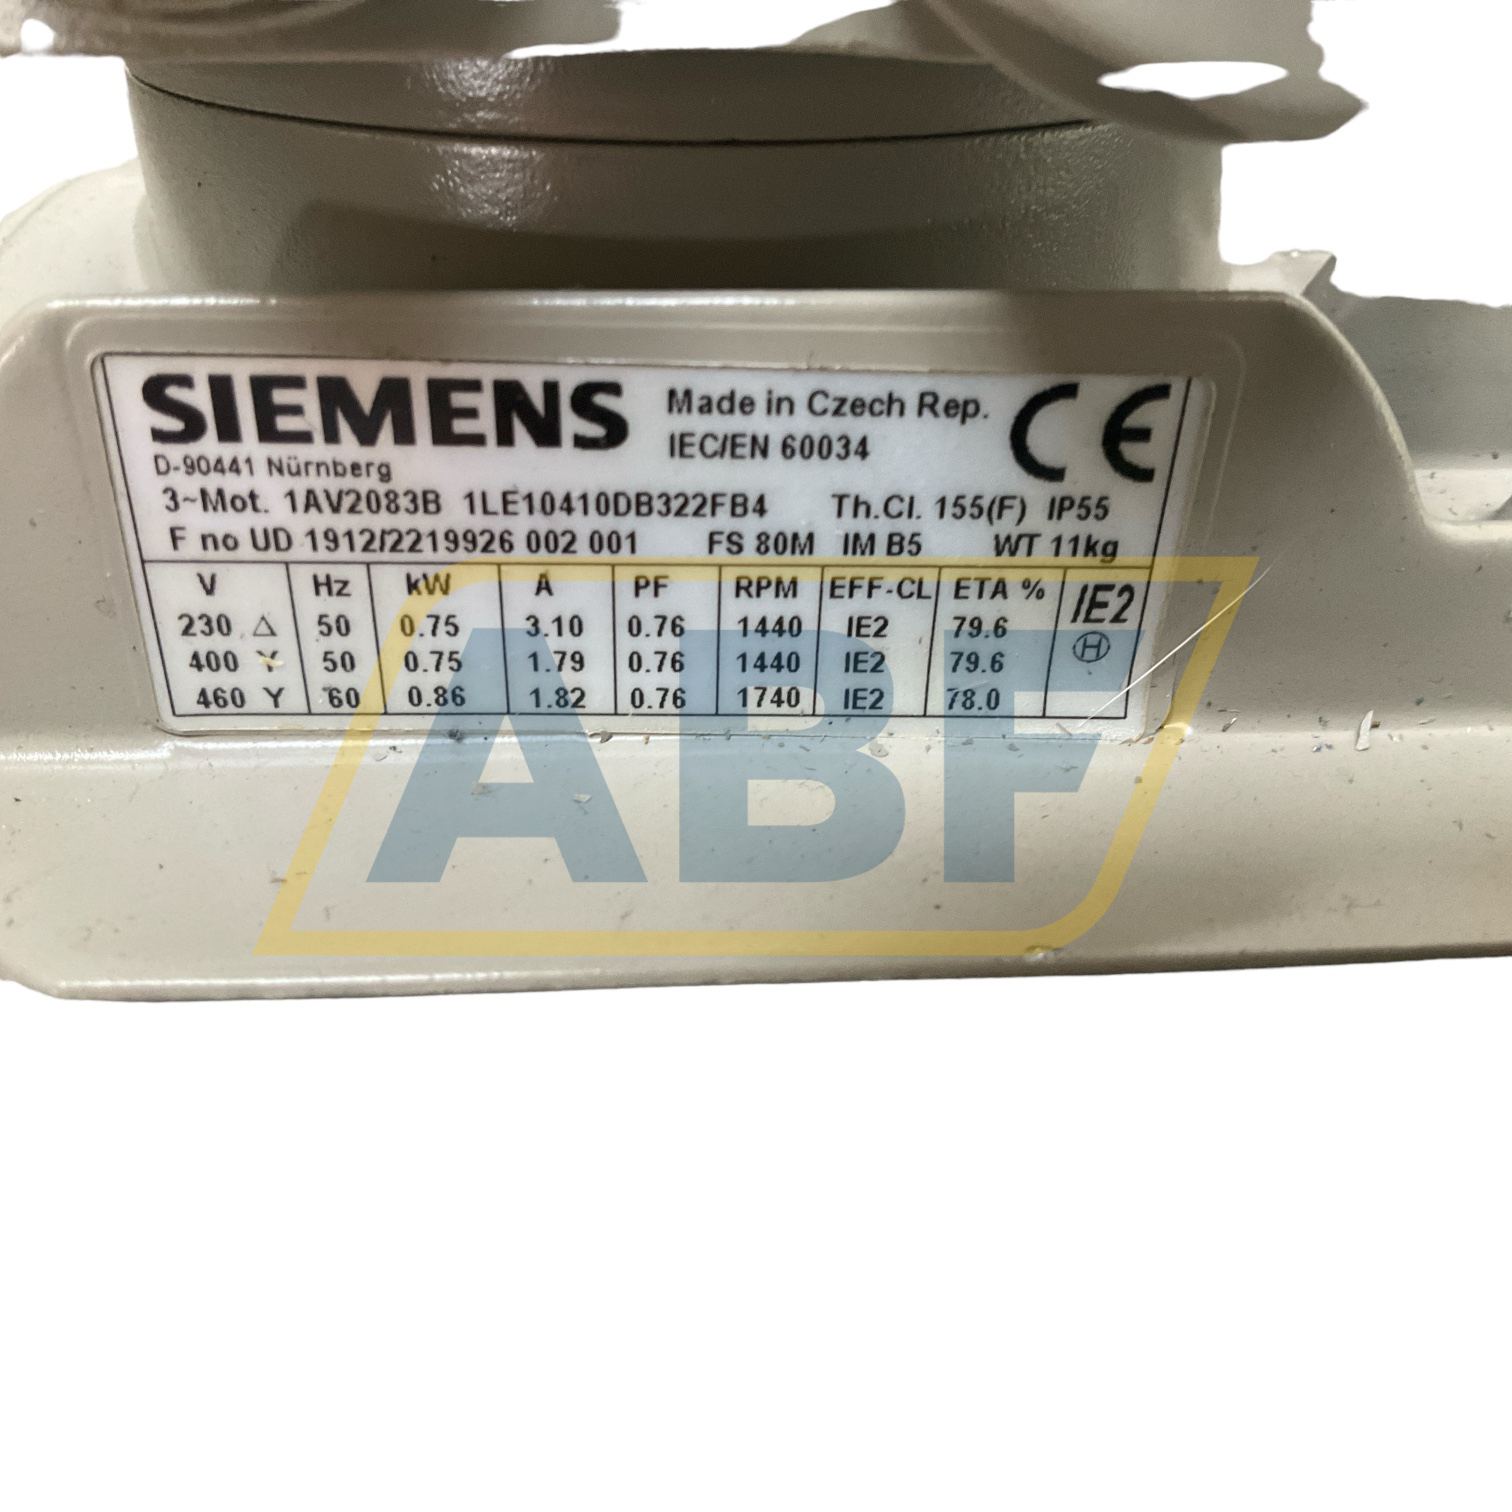 SIEMENS Made in Czech Rep. CE
IEC/EN 60034
D-90441 Nürnberg
3~Mot. 1AV2083B 1LE10410DB322FB4 Th.Cl. 155(F) IP55
F no UD 1912/2219926 002 001 FS 80M IM B5 WT 11kg
V Hz kW A PF RPM EFF-CL ETA % IE2
230 Δ 50 0.75 3.10 0.76 1440 IE2 79.6 H
400 Y 50 0.75 1.79 0.76 1440 IE2 79.6
460 Y 60 0.86 1.82 0.76 1740 IE2 78.0
ABF